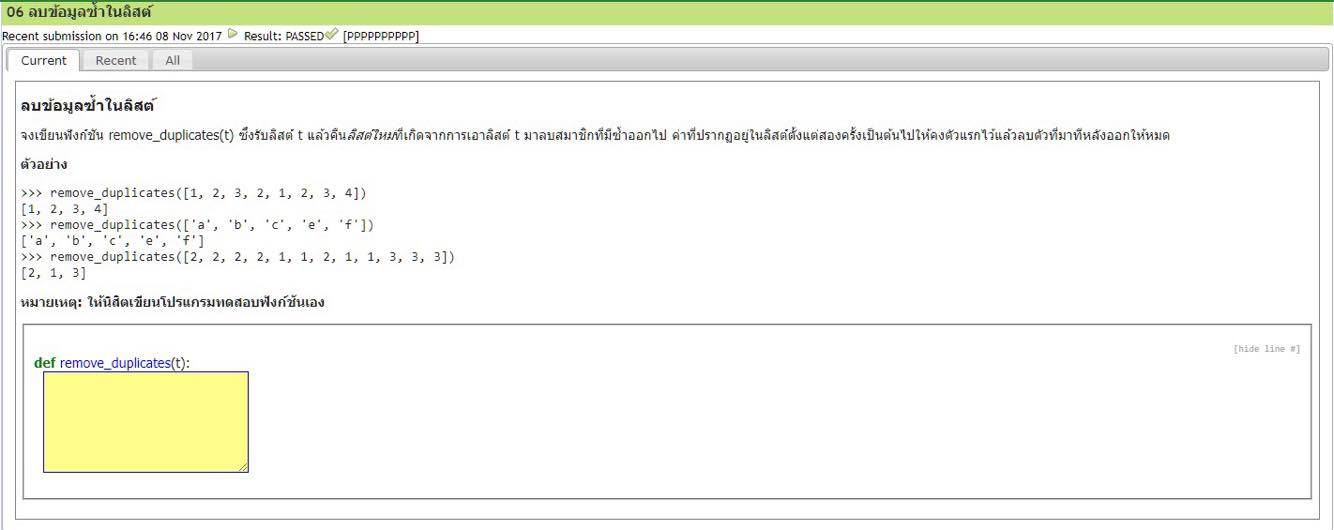 06 ลบข้อมูลซ้ำในลิสต์
Recent submission on 16:46 08 Nov 2017 Result: PASSED [PPPPPPPPPP]
Current Recent All
ลบข้อมูลซ้ำในลิสต์
จงเขียนฟังก์ชัน remove_duplicates(t) ซึ่งรับลิสต์ t แล้วคืนลิสต์ใหม่ที่เกิดจากการเอาลิสต์ t มาลบสมาชิกที่มีซ้ำออกไป ค่าที่ปรากฏอยู่ในลิสต์ตั้งแต่สองครั้งเป็นต้นไปให้คงตัวแรกไว้แล้วลบตัวที่มาทีหลังออกให้หมด
ตัวอย่าง
>>> remove_duplicates([1, 2, 3, 2, 1, 2, 3, 4])
[1, 2, 3, 4]
>>> remove_duplicates(['a', 'b', 'c', 'e', 'f'])
['a', 'b', 'c', 'e', 'f']
>>> remove_duplicates([2, 2, 2, 2, 1, 1, 2, 1, 1, 3, 3, 3])
[2, 1, 3]
หมายเหตุ: ให้นิสิตเขียนโปรแกรมทดสอบฟังก์ชันเอง
[hide line #]
def remove_duplicates(t):